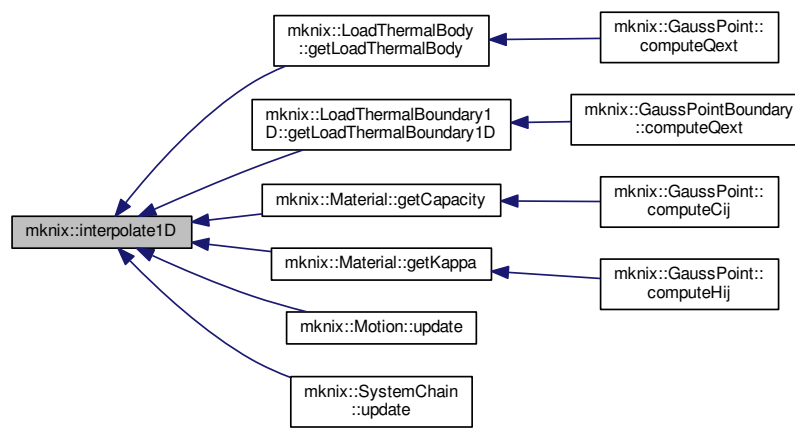 mknix::LoadThermalBody
::getLoadThermalBody
mknix::GaussPoint::
computeQext
mknix::LoadThermalBoundary1
D::getLoadThermalBoundary1D
mknix::GaussPointBoundary
::computeQext
mknix::Material::getCapacity
mknix::GaussPoint::
computeCij
mknix::interpolate1D
mknix::Material::getKappa
mknix::GaussPoint::
computeHij
mknix::Motion::update
mknix::SystemChain
::update